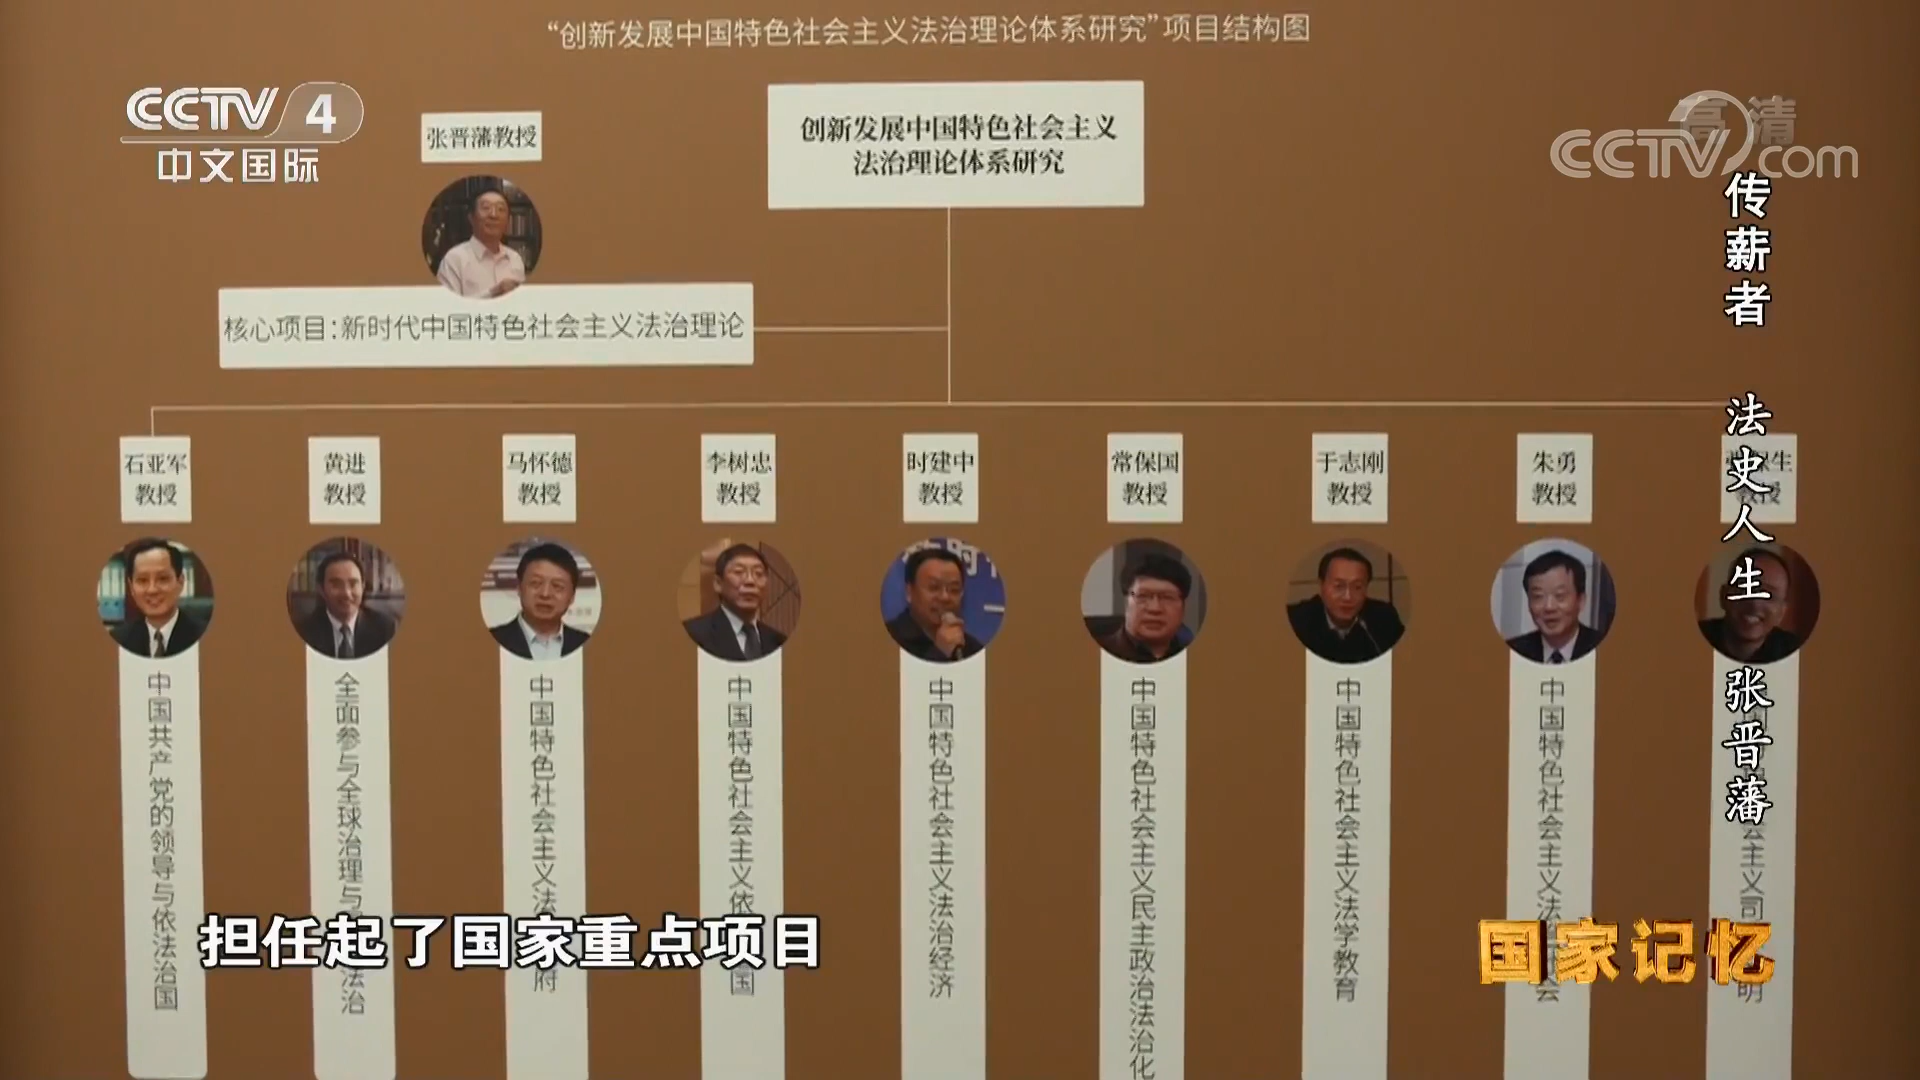 “创新发展中国特色社会主义法治理论体系研究”项目结构图
CCTV 4
中文国际
高清
CCTV.com
张晋藩教授
创新发展中国特色社会主义
法治理论体系研究
核心项目：新时代中国特色社会主义法治理论
传薪者 法史人生 张晋藩
石亚军
教授
黄进
教授
马怀德
教授
李树忠
教授
时建中
教授
常保国
教授
于志刚
教授
朱勇
教授
生
教授
中国共产党的领导与依法治国
全面参与全球治理与 法治
中国特色社会主义法 府
中国特色社会主义依 国
中国特色社会主义法治经济
中国特色社会主义民主政治法治化
中国特色社会主义法学教育
中国特色社会主义法 会
会主义司 明
担任起了国家重点项目
国家记忆